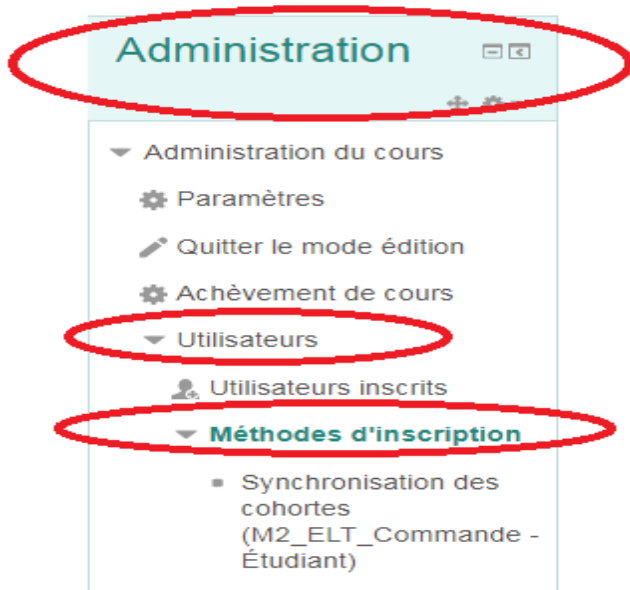 Administration
Administration du cours
Paramètres
Quitter le mode édition
Achèvement de cours
Utilisateurs
Utilisateurs inscrits
Méthodes d'inscription
Synchronisation des
cohortes
(M2_ELT_Commande -
Étudiant)